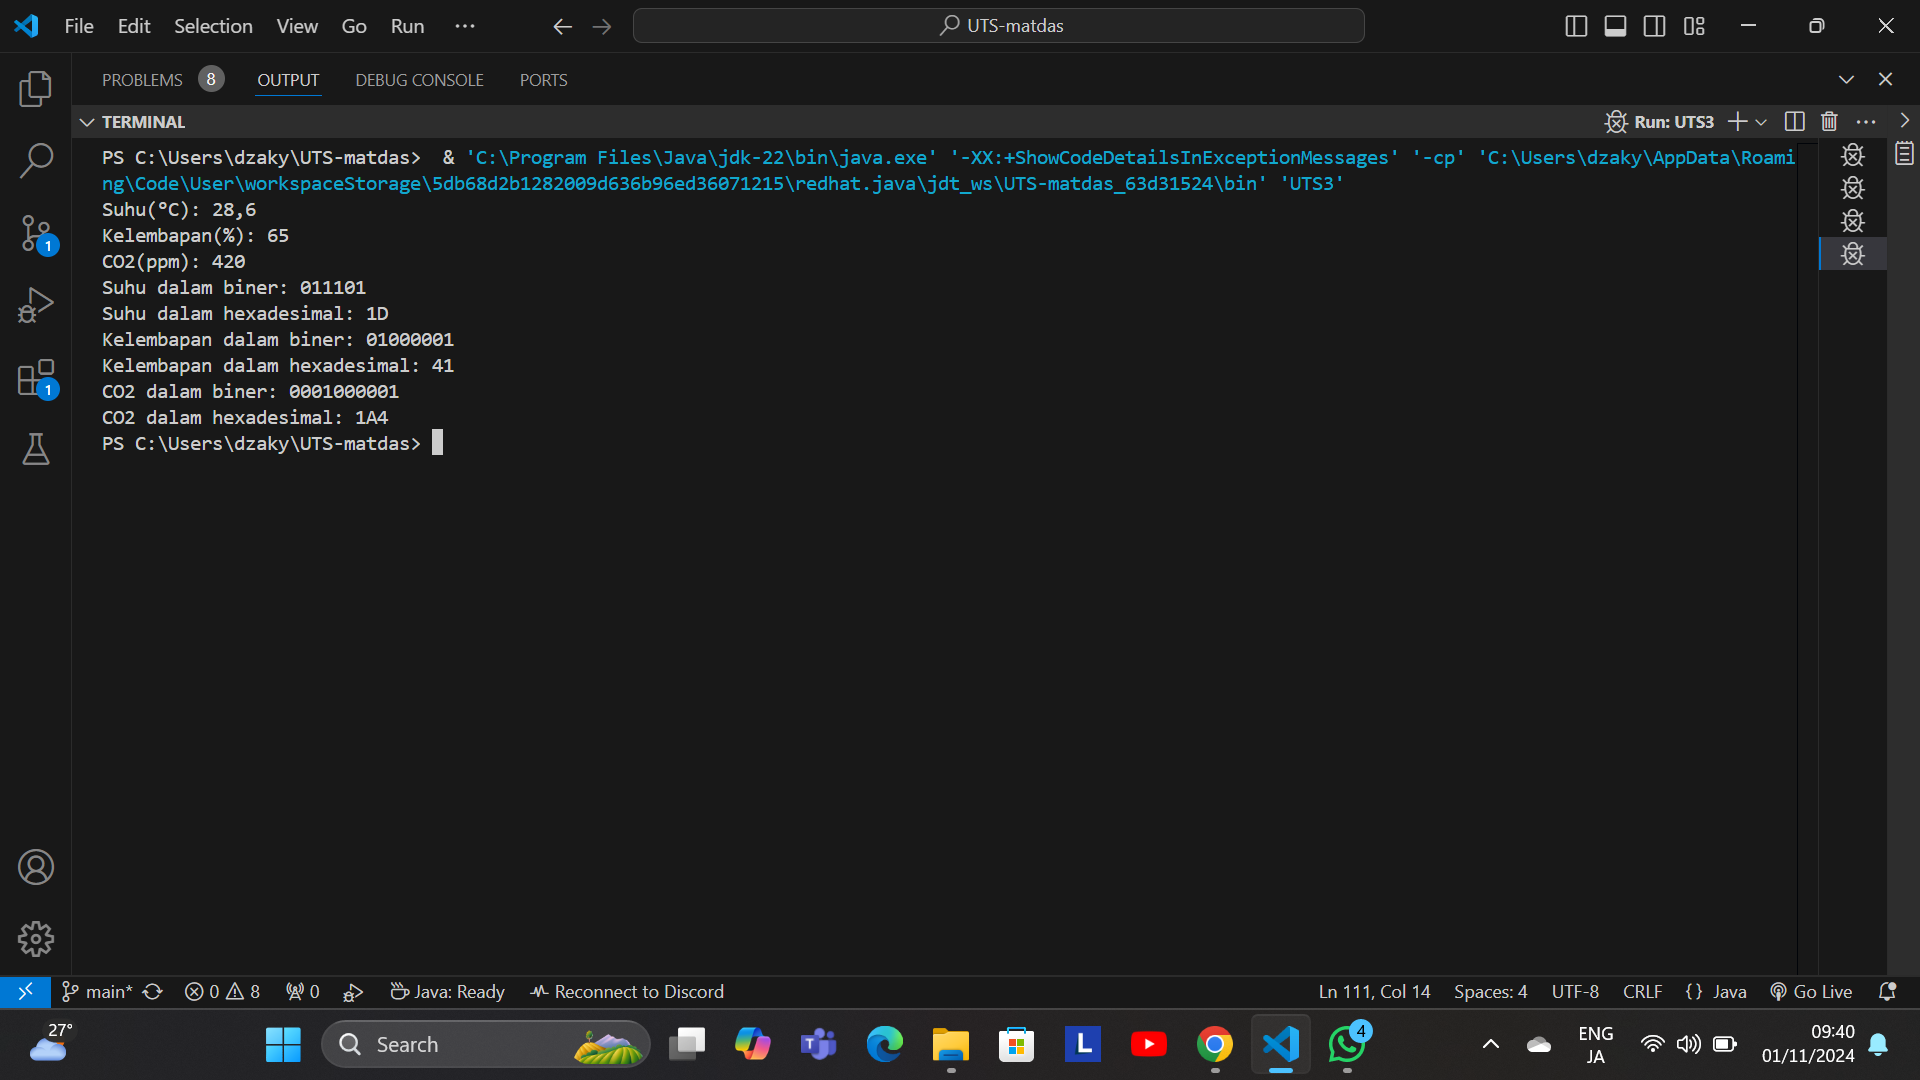 File Edit Selection View Go Run ··· UTS-matdas
PROBLEMS 8 OUTPUT DEBUG CONSOLE PORTS
TERMINAL Run: UTS3
PS C:\Users\dzaky\UTS-matdas>  & 'C:\Program Files\Java\jdk-22\bin\java.exe' '-XX:+ShowCodeDetailsInExceptionMessages' '-cp' 'C:\Users\dzaky\AppData\Roami
ng\Code\User\workspaceStorage\5db68d2b1282009d636b96ed36071215\redhat.java\jdt_ws\UTS-matdas_63d31524\bin' 'UTS3'
Suhu(°C): 28,6
Kelembapan(%): 65
CO2(ppm): 420
Suhu dalam biner: 011101
Suhu dalam hexadesimal: 1D
Kelembapan dalam biner: 01000001
Kelembapan dalam hexadesimal: 41
CO2 dalam biner: 0001000001
CO2 dalam hexadesimal: 1A4
PS C:\Users\dzaky\UTS-matdas>
1
1
main* 0 8 0 Java: Ready Reconnect to Discord Ln 111, Col 14 Spaces: 4 UTF-8 CRLF {} Java Go Live
27° Search T L 4 ENG JA 09:40 01/11/2024